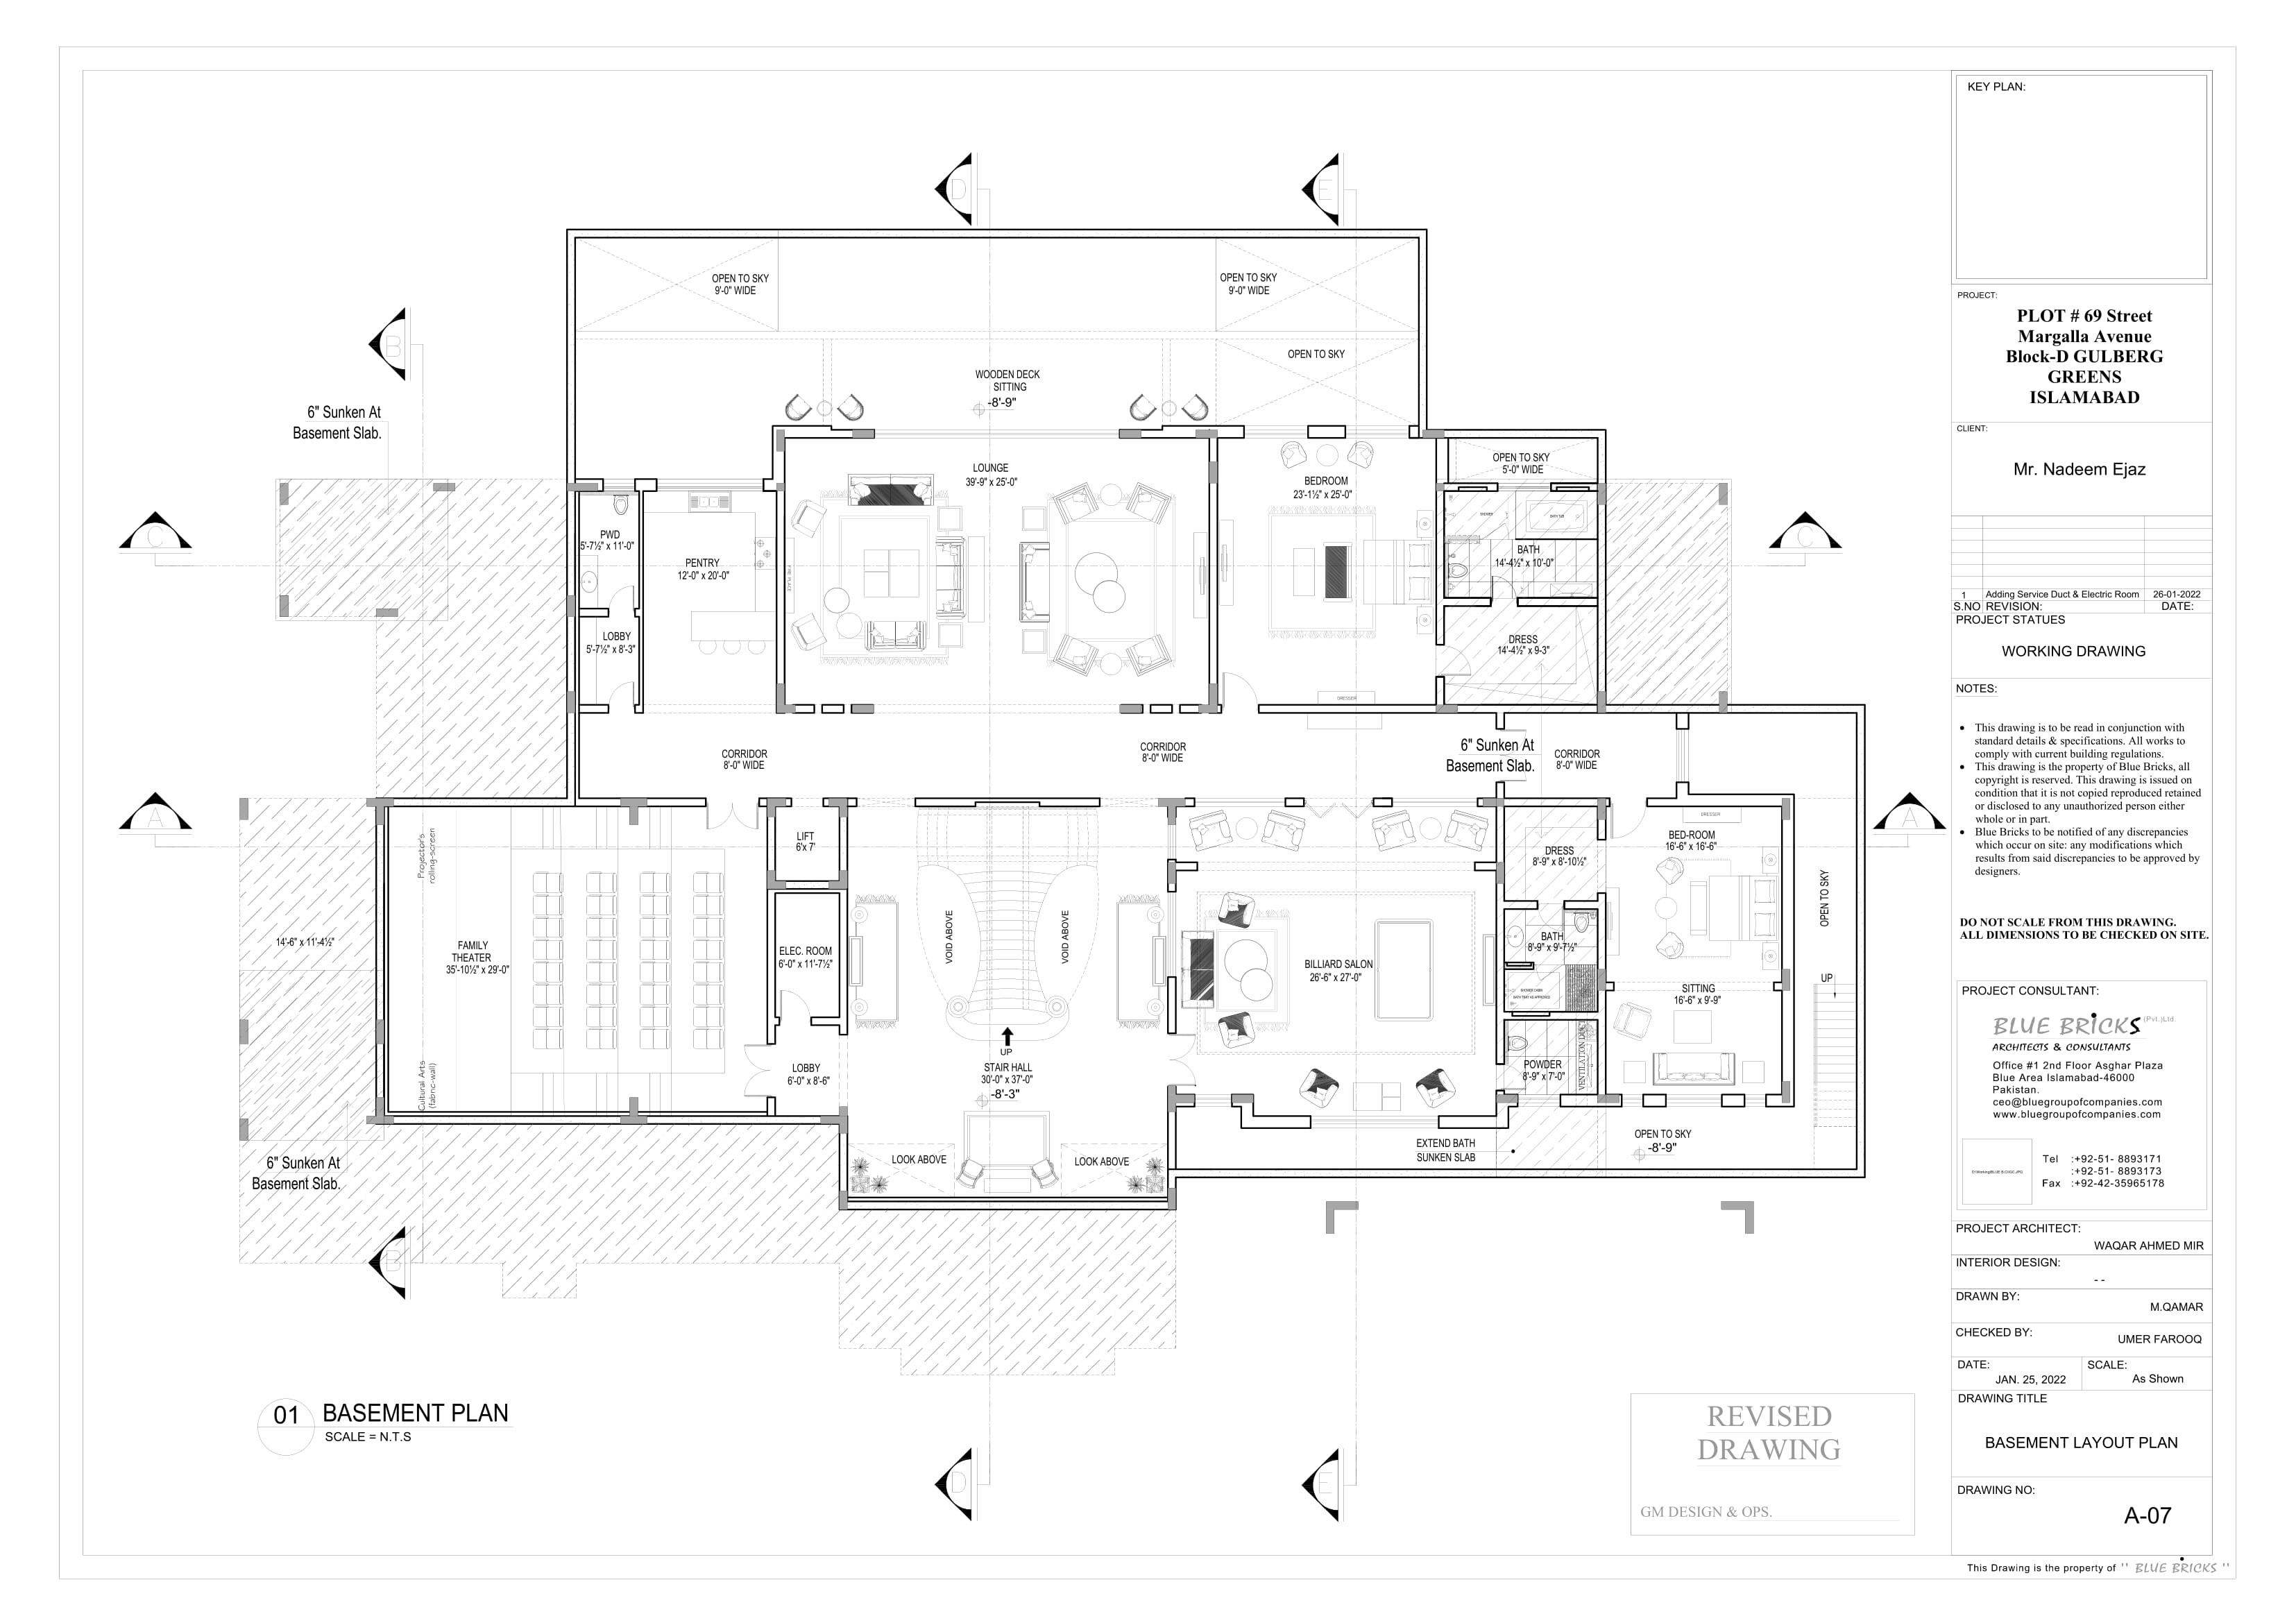 KEY PLAN:
PROJECT:
PLOT # 69 Street
Margalla Avenue
Block-D GULBERG
GREENS
ISLAMABAD
CLIENT:
Mr. Nadeem Ejaz
1 Adding Service Duct & Electric Room 26-01-2022
S.NO REVISION: DATE:
PROJECT STATUES
WORKING DRAWING
NOTES:
• This drawing is to be read in conjunction with
standard details & specifications. All works to
comply with current building regulations.
• This drawing is the property of Blue Bricks, all
copyright is reserved. This drawing is issued on
condition that it is not copied reproduced retained
or disclosed to any unauthorized person either
whole or in part.
• Blue Bricks to be notified of any discrepancies
which occur on site: any modifications which
results from said discrepancies to be approved by
designers.
DO NOT SCALE FROM THIS DRAWING.
ALL DIMENSIONS TO BE CHECKED ON SITE.
PROJECT CONSULTANT:
BLUE BRICKS (Pvt.)Ltd.
ARCHITECTS & CONSULTANTS
Office #1 2nd Floor Asghar Plaza
Blue Area Islamabad-46000
Pakistan.
ceo@bluegroupofcompanies.com
www.bluegroupofcompanies.com
Tel :+92-51- 8893171
:+92-51- 8893173
Fax :+92-42-35965178
PROJECT ARCHITECT:
WAQAR AHMED MIR
INTERIOR DESIGN:
- -
DRAWN BY:
M.QAMAR
CHECKED BY:
UMER FAROOQ
DATE: SCALE:
JAN. 25, 2022 As Shown
DRAWING TITLE
BASEMENT LAYOUT PLAN
DRAWING NO:
A-07
This Drawing is the property of '' BLUE BRICKS ''
D
E
B
C
C
A
A
B
D
E
OPEN TO SKY
9'-0" WIDE
OPEN TO SKY
9'-0" WIDE
OPEN TO SKY
WOODEN DECK
SITTING
-8'-9"
6" Sunken At
Basement Slab.
LOUNGE
39'-9" x 25'-0"
BEDROOM
23'-1½" x 25'-0"
OPEN TO SKY
5'-0" WIDE
PWD
5'-7½" x 11'-0"
PENTRY
12'-0" x 20'-0"
FIRE PLACE
SHOWER
BATH TUB
BATH
14'-4½" x 10'-0"
LOBBY
5'-7½" x 8'-3"
DRESS
14'-4½" x 9-3"
DRESSER
CORRIDOR
8'-0" WIDE
CORRIDOR
8'-0" WIDE
6" Sunken At
Basement Slab.
CORRIDOR
8'-0" WIDE
Projector's
rolling-screen
LIFT
6'x 7'
DRESS
8'-9" x 8'-10½"
DRESSER
BED-ROOM
16'-6" x 16'-6"
OPEN TO SKY
14'-6" x 11'-4½"
FAMILY
THEATER
35'-10½" x 29'-0"
ELEC. ROOM
6'-0" x 11'-7½"
VOID ABOVE
VOID ABOVE
BILLIARD SALON
26'-6" x 27'-0"
BATH
8'-9" x 9'-7½"
SHOWER CABIN
UP
SITTING
16'-6" x 9'-9"
Cultural Arts
(fabric-wall)
LOBBY
6'-0" x 8'-6"
UP
STAIR HALL
30'-0" x 37'-0"
-8'-3"
POWDER
8'-9" x 7'-0"
VENTILATION DUCT
LOOK ABOVE
LOOK ABOVE
EXTEND BATH
SUNKEN SLAB
OPEN TO SKY
-8'-9"
6" Sunken At
Basement Slab.
01 BASEMENT PLAN
SCALE = N.T.S
REVISED
DRAWING
GM DESIGN & OPS.